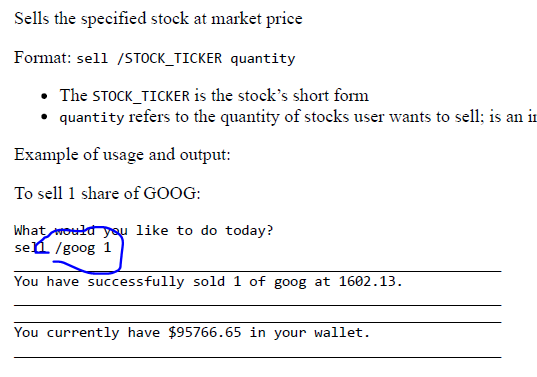 Sells the specified stock at market price
Format: sell /STOCK_TICKER quantity
• The STOCK_TICKER is the stock’s short form
• quantity refers to the quantity of stocks user wants to sell; is an
Example of usage and output:
To sell 1 share of GOOG:
What would you like to do today?
sell /goog 1
You have successfully sold 1 of goog at 1602.13.
You currently have $95766.65 in your wallet.